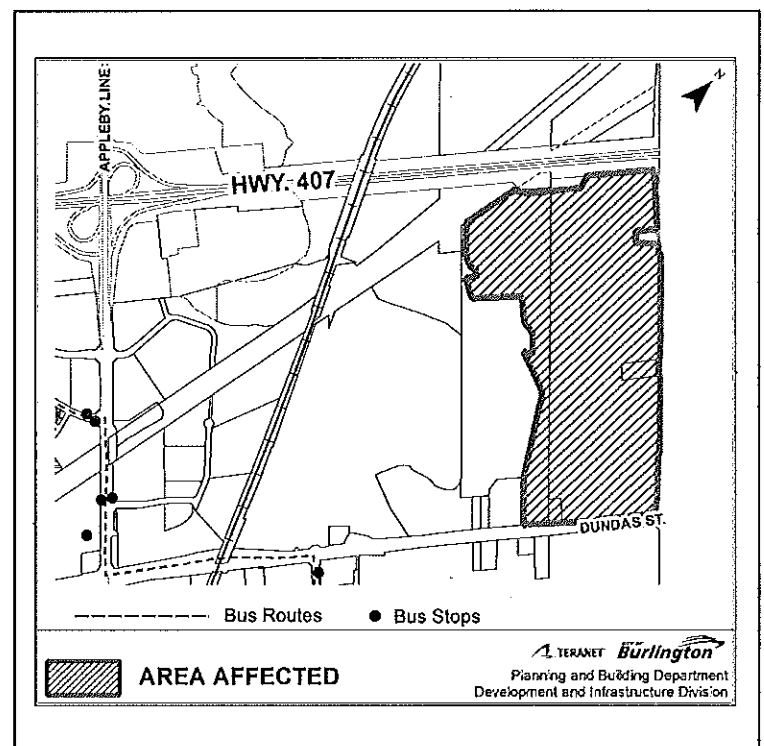 APPLEBY LINE
N
HWY. 407
DUNDAS ST.
Bus Routes
Bus Stops
AREA AFFECTED
TERANET
Burlington
Planning and Building Department
Development and Infrastructure Division